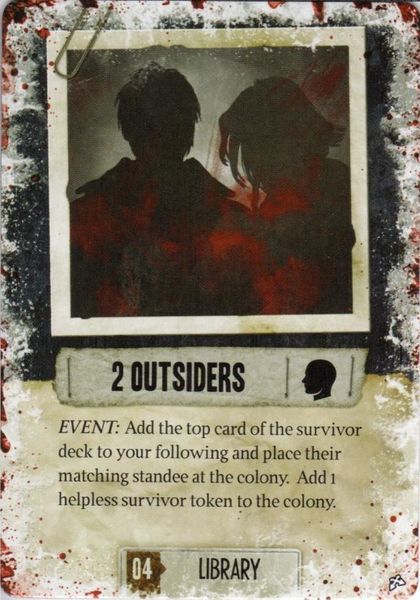 2 OUTSIDERS
EVENT: Add the top card of the survivor
deck to your following and place their
matching standee at the colony. Add 1
helpless survivor token to the colony.
04 LIBRARY